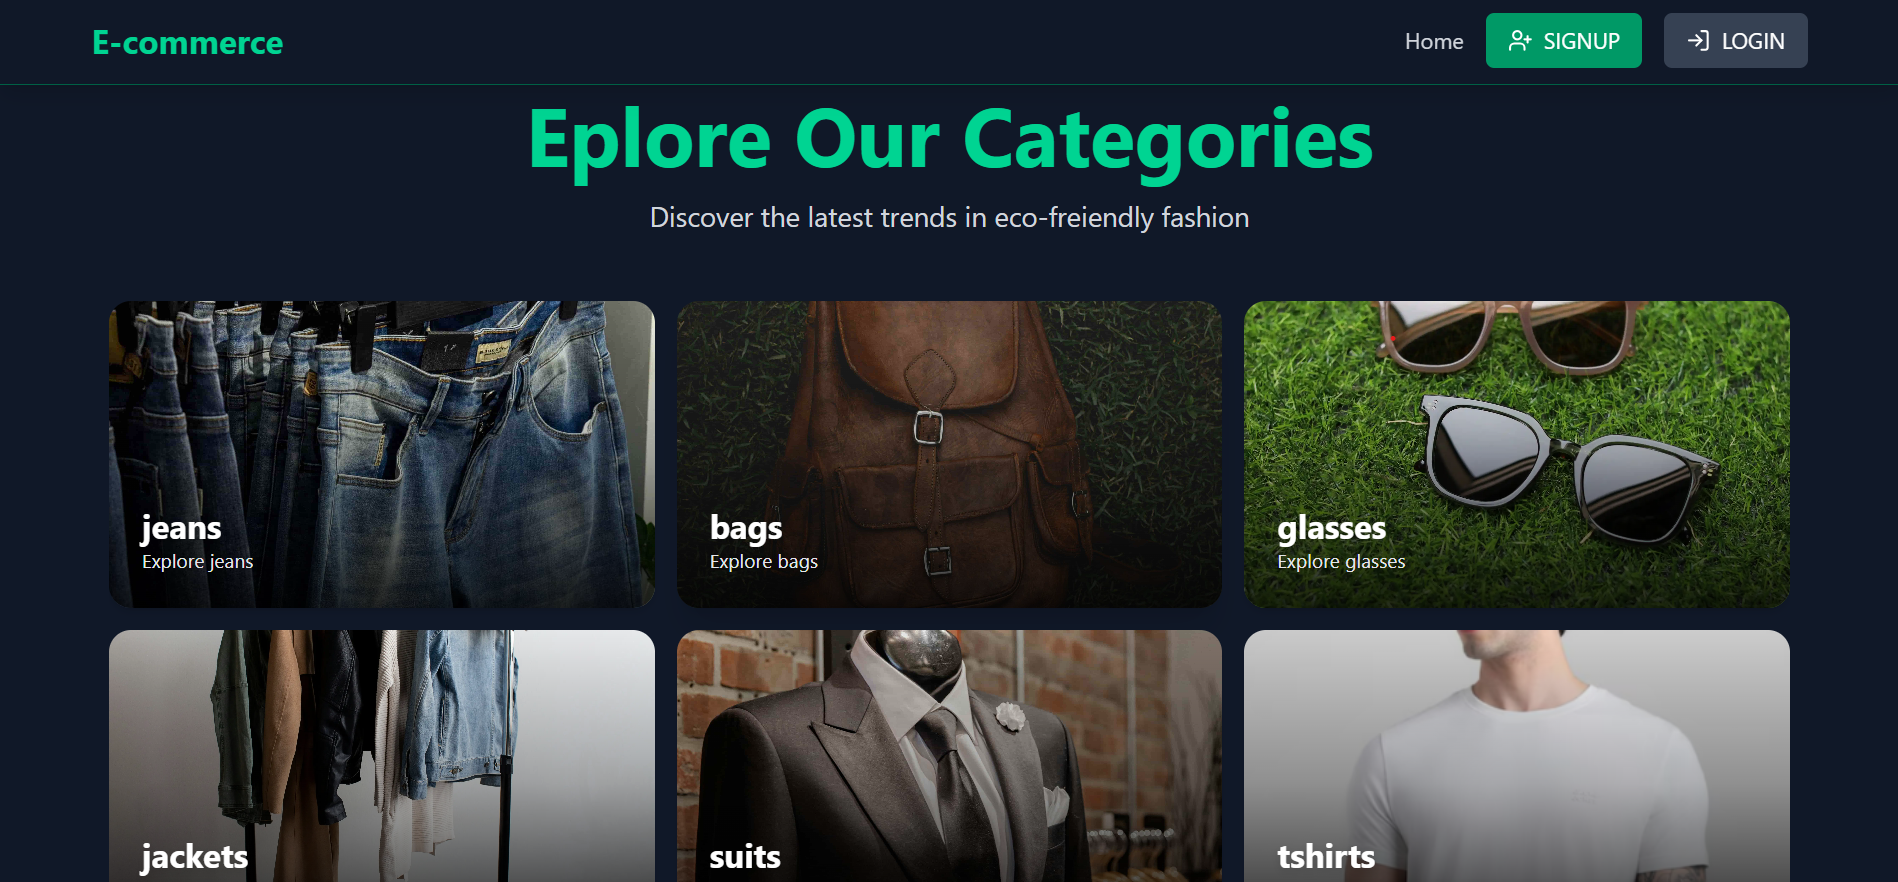 E-commerce
Home
SIGNUP
LOGIN
Eplore Our Categories
Discover the latest trends in eco-freiendly fashion
jeans
Explore jeans
bags
Explore bags
glasses
Explore glasses
jackets
suits
tshirts